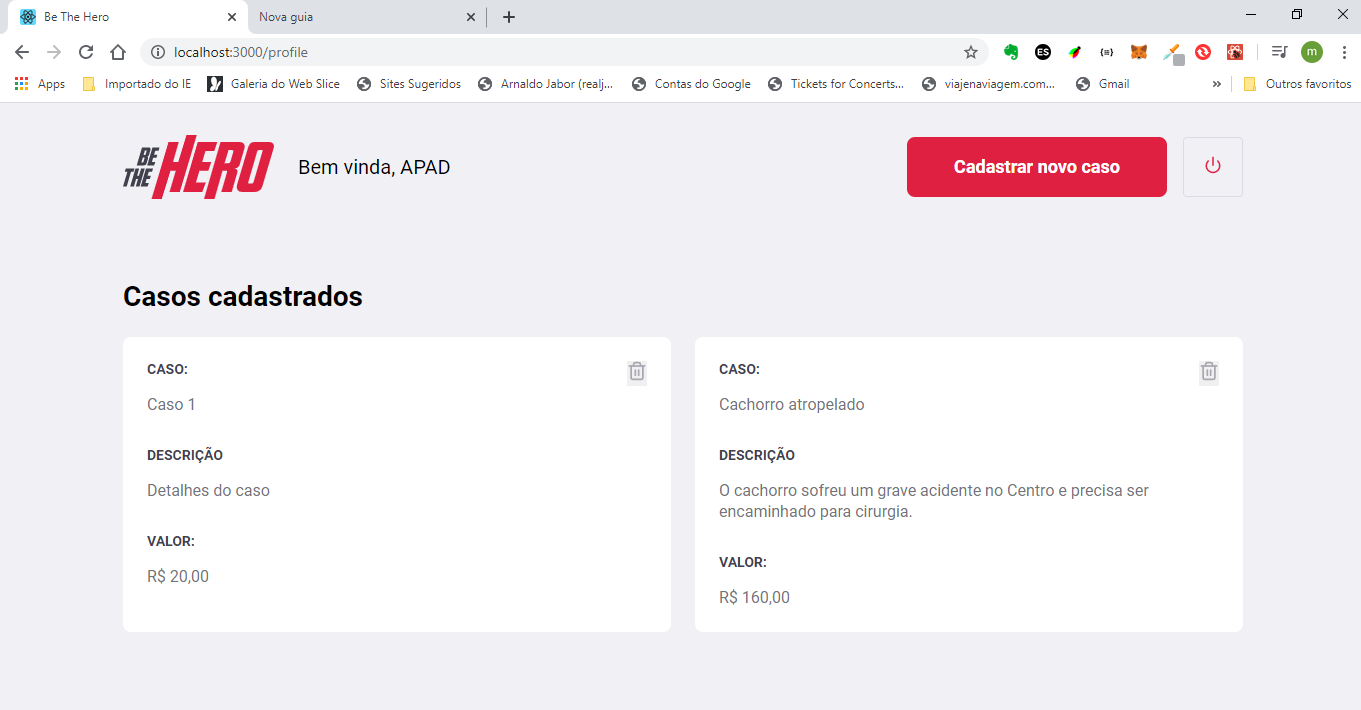 Be The Hero
Nova guia
localhost:3000/profile
ES
m
Apps
Importado do IE
Galeria do Web Slice
Sites Sugeridos
Arnaldo Jabor (realj...
Contas do Google
Tickets for Concerts...
viajenaviagem.com...
Gmail
»
Outros favoritos
BE
THE
HERO
Bem vinda, APAD
Cadastrar novo caso
Casos cadastrados
CASO:
Caso 1
DESCRIÇÃO
Detalhes do caso
VALOR:
R$ 20,00
CASO:
Cachorro atropelado
DESCRIÇÃO
O cachorro sofreu um grave acidente no Centro e precisa ser
encaminhado para cirurgia.
VALOR:
R$ 160,00